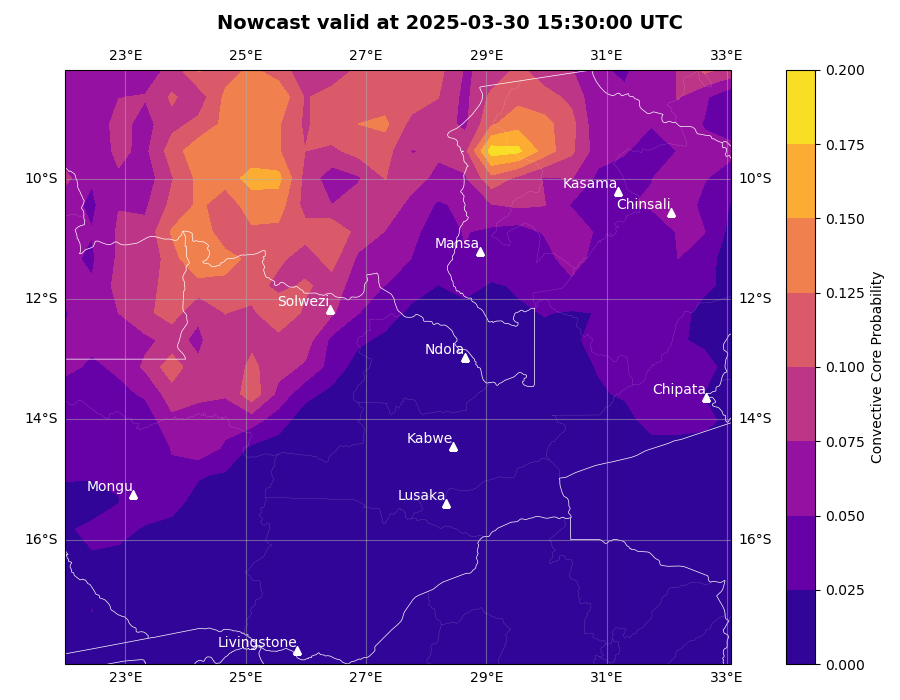 Nowcast valid at 2025-03-30 15:30:00 UTC
23°E 25°E 27°E 29°E 31°E 33°E
0.200
0.175
10°S Kasama 10°S
Chinsali
0.150
Mansa
12°S 12°S
0.125
Solwezi
Ndola
0.100
Chipata
14°S 14°S
Kabwe
0.075
Mongu
Lusaka
0.050
16°S 16°S
0.025
Livingstone
0.000
23°E 25°E 27°E 29°E 31°E 33°E
Convective Core Probability